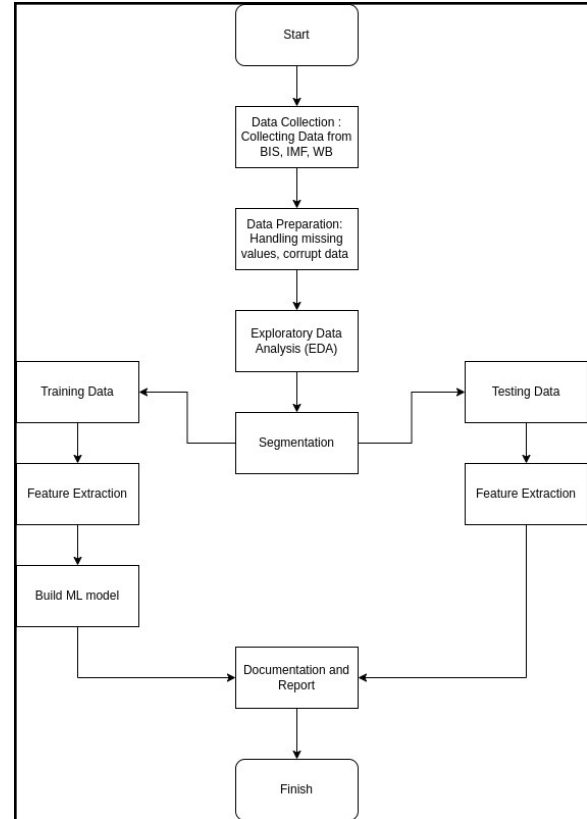 Start
Data Collection :
Collecting Data from
BIS, IMF, WB
Data Preparation:
Handling missing
values, corrupt data
Exploratory Data
Analysis (EDA)
Training Data
Testing Data
Segmentation
Feature Extraction
Feature Extraction
Build ML model
Documentation and
Report
Finish